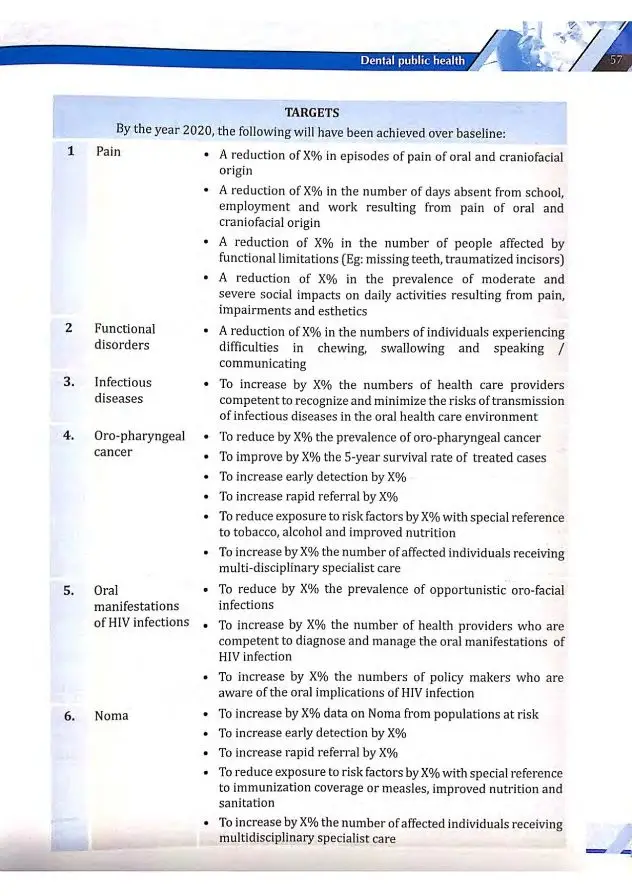 Dental public health
57
TARGETS
By the year 2020, the following will have been achieved over baseline:
1 Pain • A reduction of X% in episodes of pain of oral and craniofacial
origin
• A reduction of X% in the number of days absent from school,
employment and work resulting from pain of oral and
craniofacial origin
• A reduction of X% in the number of people affected by
functional limitations (Eg: missing teeth, traumatized incisors)
• A reduction of X% in the prevalence of moderate and
severe social impacts on daily activities resulting from pain,
impairments and esthetics
2 Functional • A reduction of X% in the numbers of individuals experiencing
disorders difficulties in chewing, swallowing and speaking /
communicating
3. Infectious • To increase by X% the numbers of health care providers
diseases competent to recognize and minimize the risks of transmission
of infectious diseases in the oral health care environment
4. Oro-pharyngeal • To reduce by X% the prevalence of oro-pharyngeal cancer
cancer • To improve by X% the 5-year survival rate of treated cases
• To increase early detection by X%
• To increase rapid referral by X%
• To reduce exposure to risk factors by X% with special reference
to tobacco, alcohol and improved nutrition
• To increase by X% the number of affected individuals receiving
multi-disciplinary specialist care
5. Oral • To reduce by X% the prevalence of opportunistic oro-facial
manifestations infections
of HIV infections • To increase by X% the number of health providers who are
competent to diagnose and manage the oral manifestations of
HIV infection
• To increase by X% the numbers of policy makers who are
aware of the oral implications of HIV infection
6. Noma • To increase by X% data on Noma from populations at risk
• To increase early detection by X%
• To increase rapid referral by X%
• To reduce exposure to risk factors by X% with special reference
to immunization coverage or measles, improved nutrition and
sanitation
• To increase by X% the number of affected individuals receiving
multidisciplinary specialist care